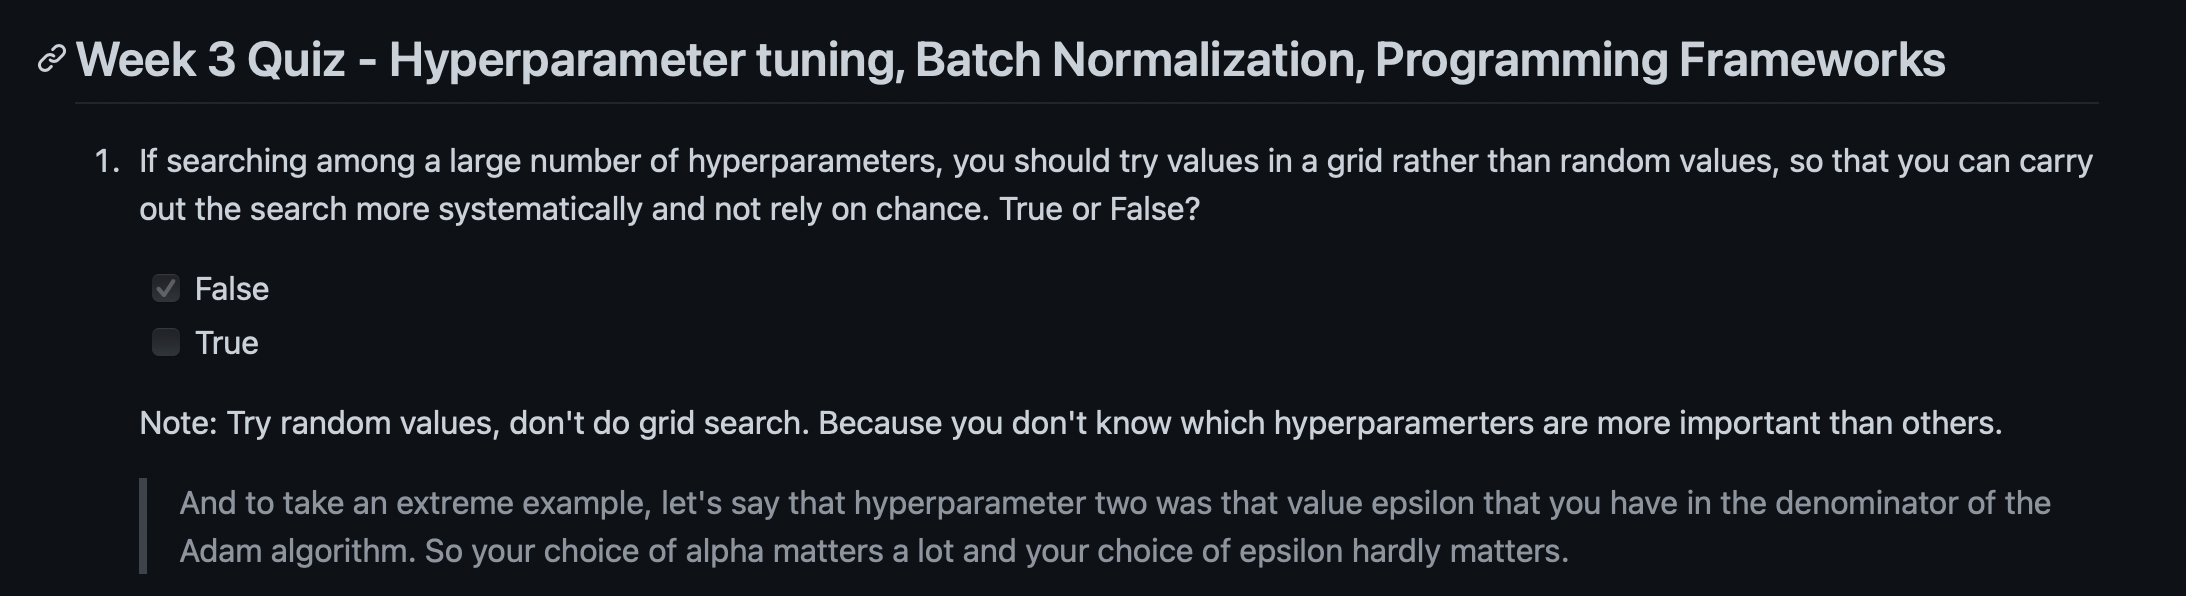 Week 3 Quiz - Hyperparameter tuning, Batch Normalization, Programming Frameworks
1. If searching among a large number of hyperparameters, you should try values in a grid rather than random values, so that you can carry
out the search more systematically and not rely on chance. True or False?
False
True
Note: Try random values, don't do grid search. Because you don't know which hyperparamerters are more important than others.
And to take an extreme example, let's say that hyperparameter two was that value epsilon that you have in the denominator of the
Adam algorithm. So your choice of alpha matters a lot and your choice of epsilon hardly matters.